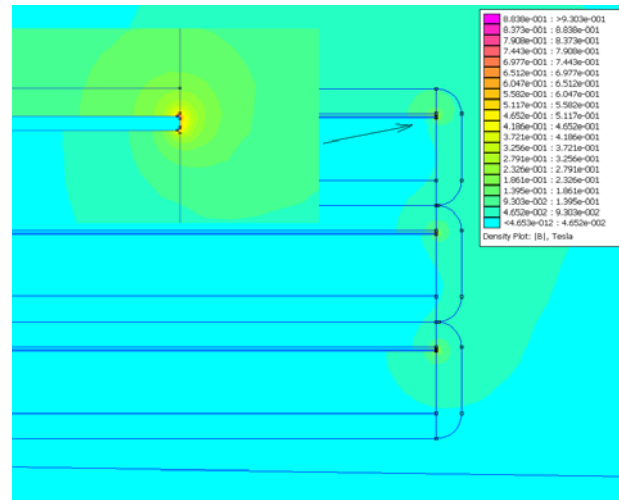 8.838e-001 : >9.303e-001
8.373e-001 : 8.838e-001
7.908e-001 : 8.373e-001
7.443e-001 : 7.908e-001
6.977e-001 : 7.443e-001
6.512e-001 : 6.977e-001
6.047e-001 : 6.512e-001
5.582e-001 : 6.047e-001
5.117e-001 : 5.582e-001
4.652e-001 : 5.117e-001
4.186e-001 : 4.652e-001
3.721e-001 : 4.186e-001
3.256e-001 : 3.721e-001
2.791e-001 : 3.256e-001
2.326e-001 : 2.791e-001
1.861e-001 : 2.326e-001
1.395e-001 : 1.861e-001
9.303e-002 : 1.395e-001
4.652e-002 : 9.303e-002
<4.653e-012 : 4.652e-002
Density Plot: |B|, Tesla